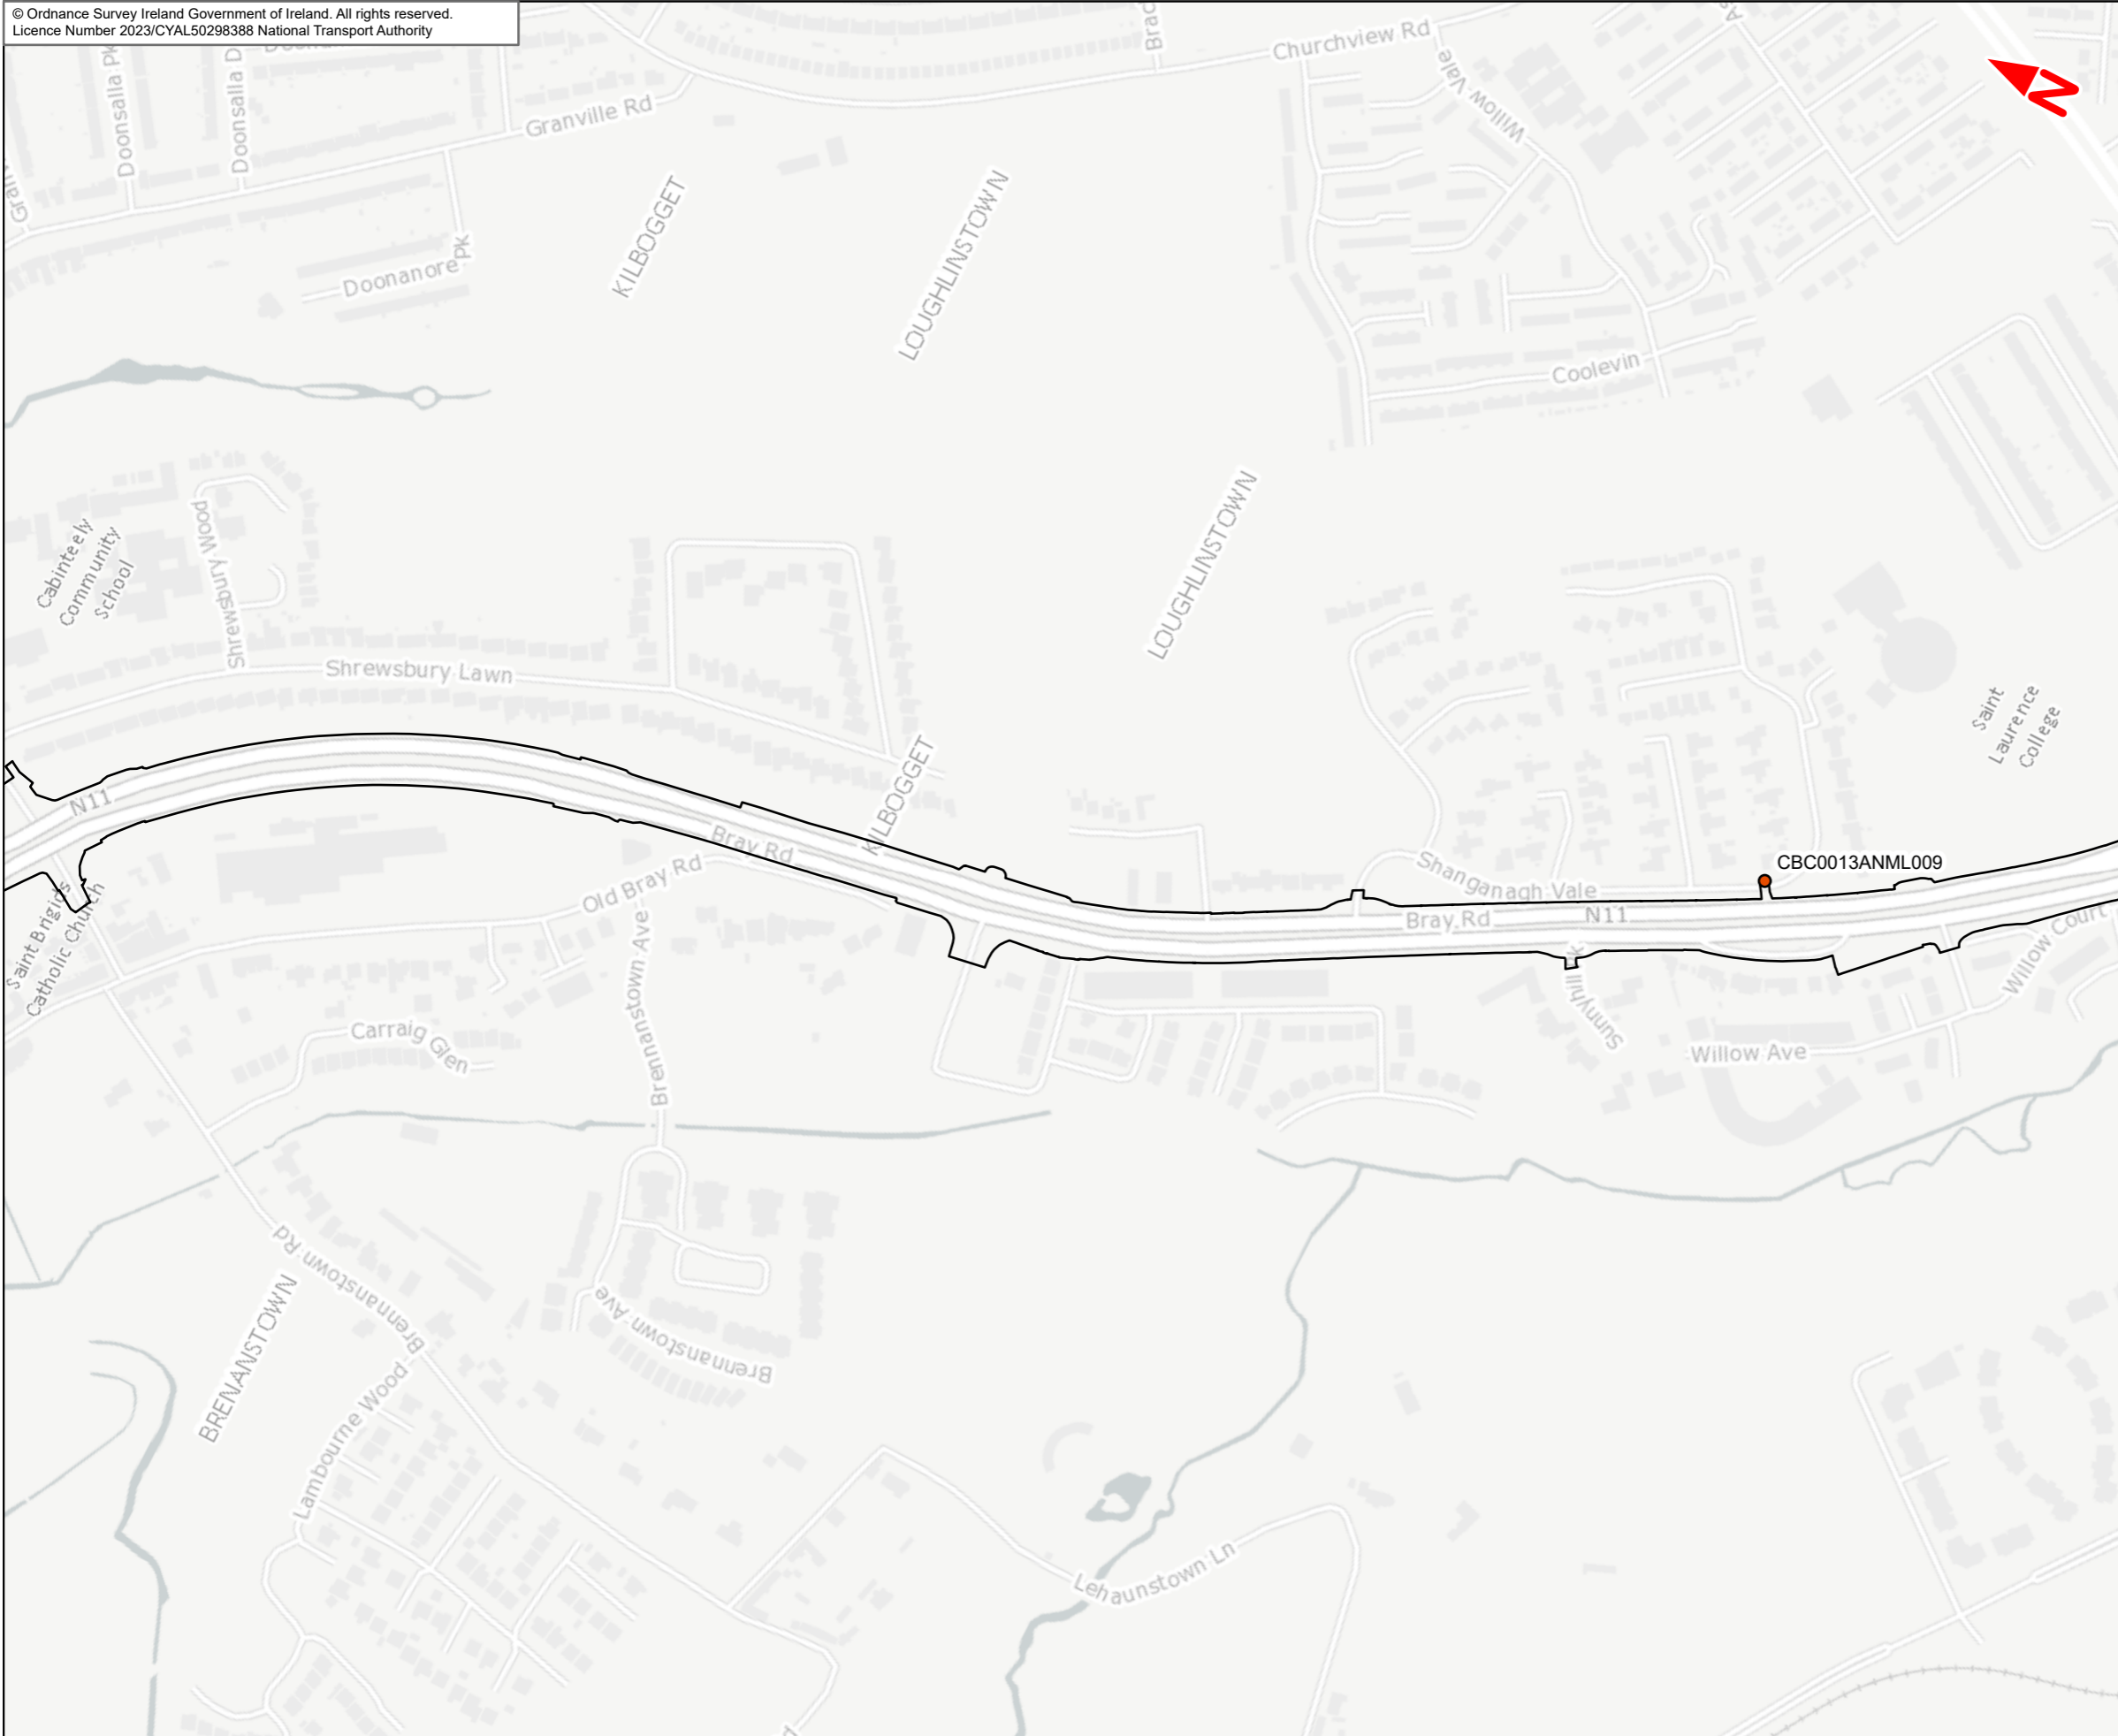 © Ordnance Survey Ireland Government of Ireland. All rights reserved.
Licence Number 2023/CYAL50298388 National Transport Authority
Churchview Rd
Willow Vale
Doonsalla Pk
Doonsalla D
Granville Rd
N
KILBOGGET
LOUGHLINSTOWN
Doonanore Pk
Coolevin
Cabinteely
Community
School
Shrewsbury Wood
LOUGHLINSTOWN
Shrewsbury Lawn
Saint
Laurence
College
KILBOGGET
N11
Bray Rd
Old Bray Rd
CBC0013ANML009
Shanganagh Vale
Bray Rd
N11
Saint Brigids
Catholic Church
Willow Court
Brennanstown Ave
Sunnyhill Pk
Carraig Glen
Willow Ave
Brennanstown Rd
BRENANSTOWN
Brennanstown Ave
Lambourne Wood
Lehaunstown Ln